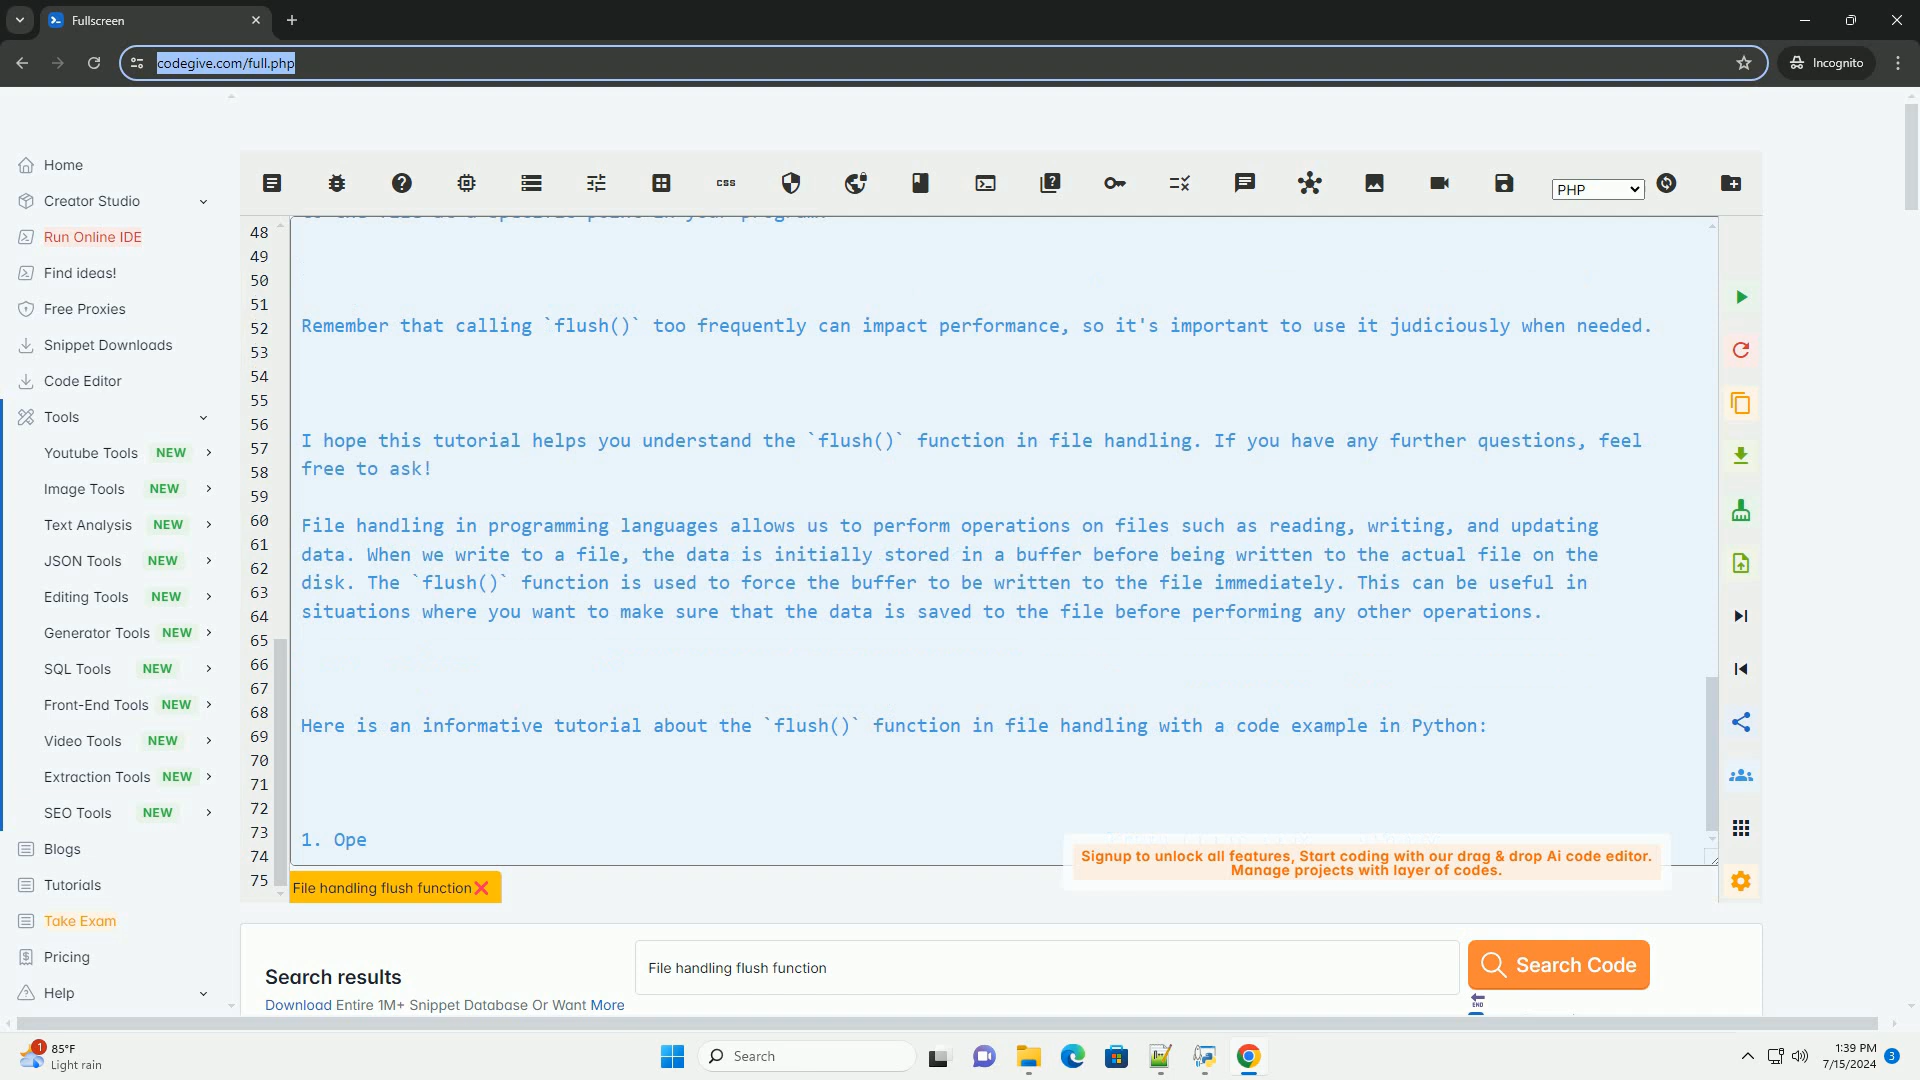 Fullscreen
codegive.com/full.php
Incognito
Home
Creator Studio
Run Online IDE
Find ideas!
Free Proxies
Snippet Downloads
Code Editor
Tools
Youtube Tools NEW
Image Tools NEW
Text Analysis NEW
JSON Tools NEW
Editing Tools NEW
Generator Tools NEW
SQL Tools NEW
Front-End Tools NEW
Video Tools NEW
Extraction Tools NEW
SEO Tools NEW
Blogs
Tutorials
Take Exam
Pricing
Help
css
PHP
48
49
50
51
52
53
54
55
56
57
58
59
60
61
62
63
64
65
66
67
68
69
70
71
72
73
74
75
to the file at a specific point in your program.
Remember that calling `flush()` too frequently can impact performance, so it's important to use it judiciously when needed.
I hope this tutorial helps you understand the `flush()` function in file handling. If you have any further questions, feel
free to ask!
File handling in programming languages allows us to perform operations on files such as reading, writing, and updating
data. When we write to a file, the data is initially stored in a buffer before being written to the actual file on the
disk. The `flush()` function is used to force the buffer to be written to the file immediately. This can be useful in
situations where you want to make sure that the data is saved to the file before performing any other operations.
Here is an informative tutorial about the `flush()` function in file handling with a code example in Python:
1. Ope
Signup to unlock all features, Start coding with our drag & drop Ai code editor.
Manage projects with layer of codes.
File handling flush function
Search results
Download Entire 1M+ Snippet Database Or Want More
File handling flush function
Search Code
END
1
85°F
Light rain
Search
1:39 PM
7/15/2024
3